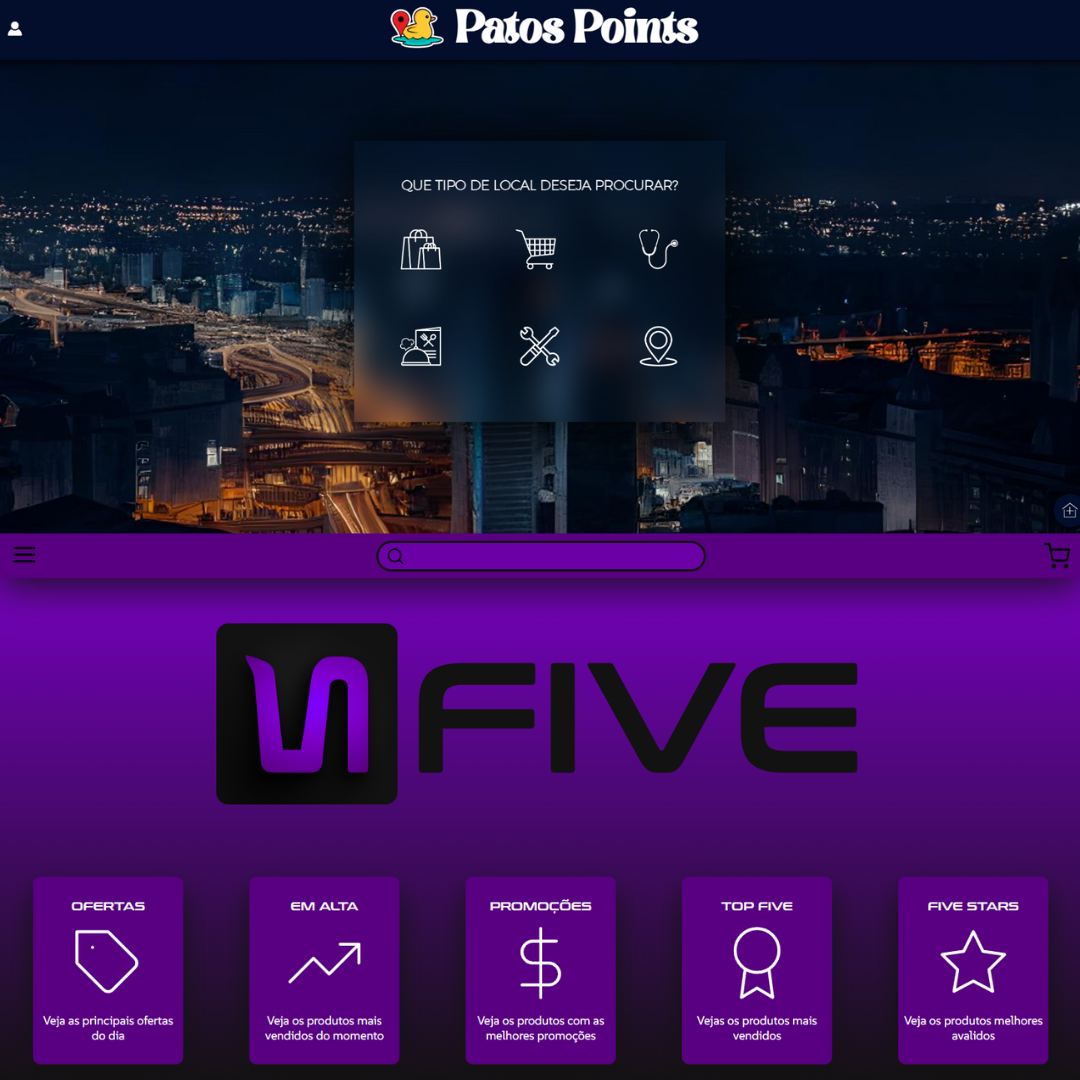 Patos Points
QUE TIPO DE LOCAL DESEJA PROCURAR?
FIVE
OFERTAS
Veja as principais ofertas
do dia
EM ALTA
Veja os produtos mais
vendidos do momento
PROMOÇÕES
Veja os produtos com as
melhores promoções
TOP FIVE
Vejas os produtos mais
vendidos
FIVE STARS
Veja os produtos melhores
avalidos